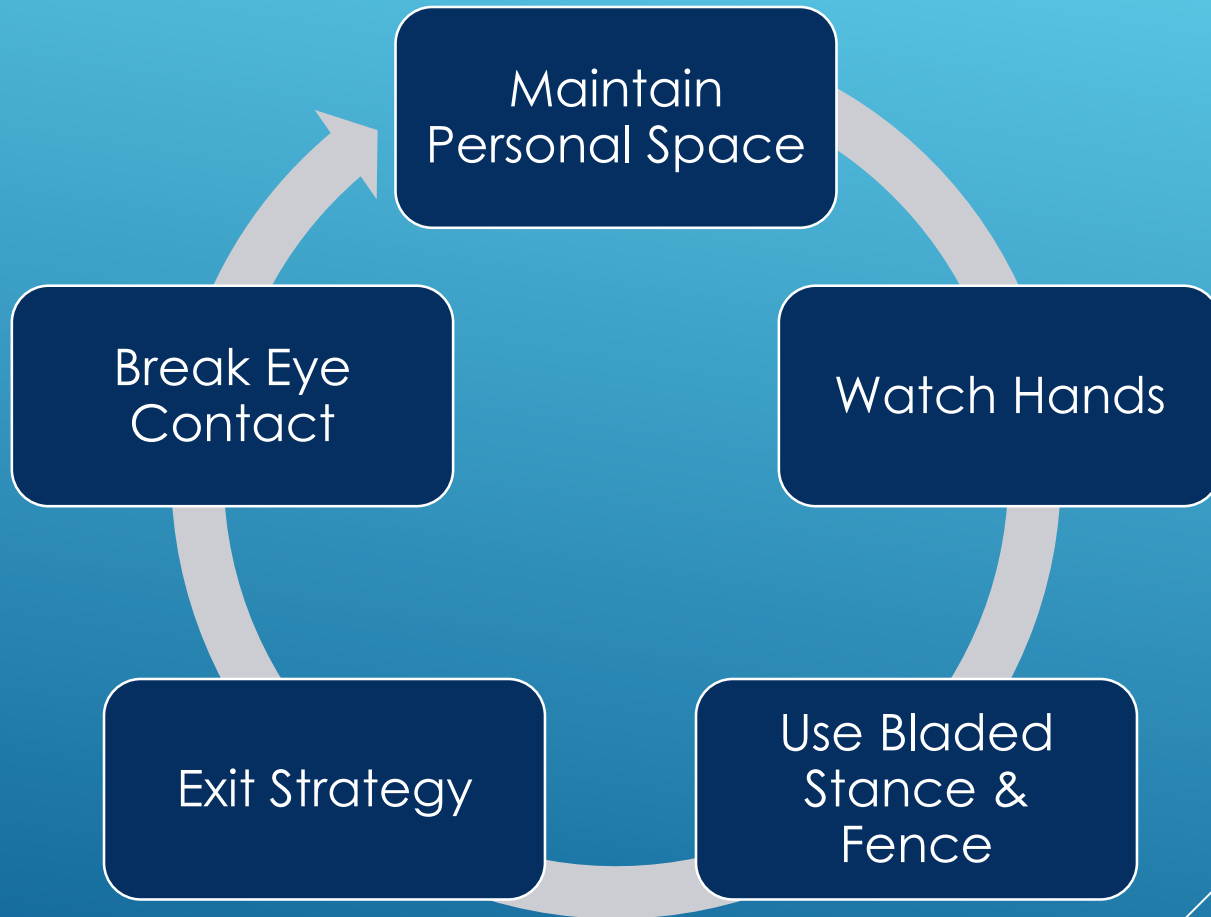 Maintain
Personal Space
Watch Hands
Use Bladed
Stance &
Fence
Exit Strategy
Break Eye
Contact